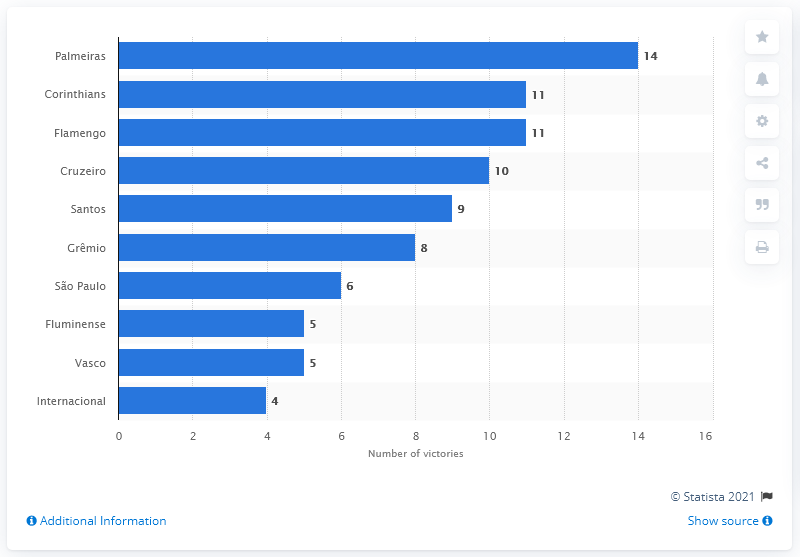 Palmeiras 14
Corinthians 11
Flamengo 11
Cruzeiro 10
Santos 9
Grêmio 8
São Paulo 6
Fluminense 5
Vasco 5
Internacional 4
0 2 4 6 8 10 12 14 16
Number of victories
© Statista 2021
Additional Information Show source